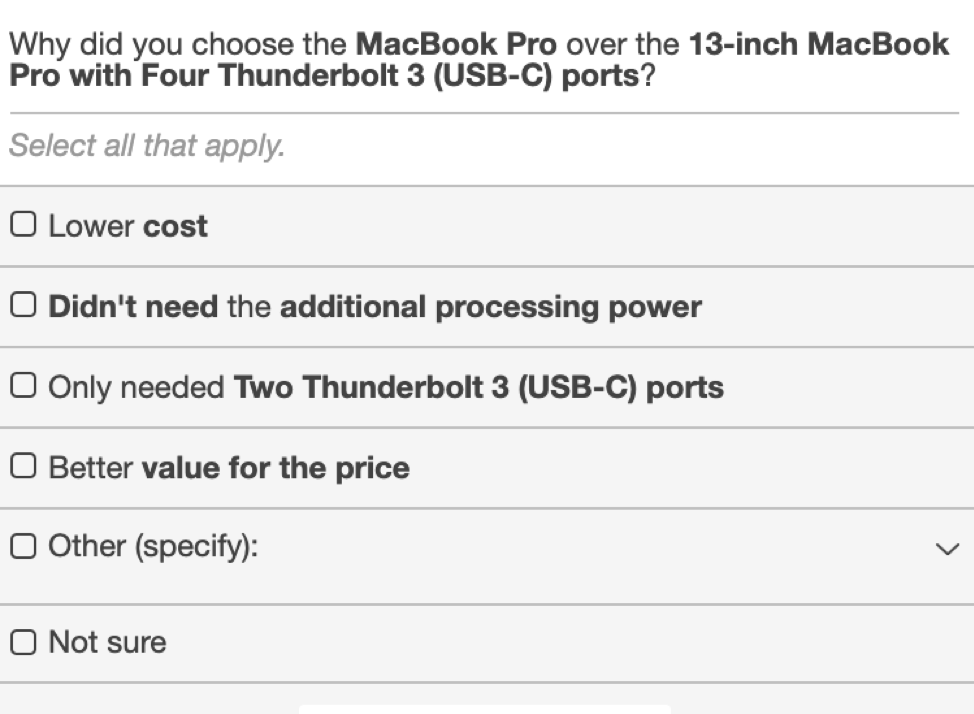 Why did you choose the MacBook Pro over the 13-inch MacBook
Pro with Four Thunderbolt 3 (USB-C) ports?
Select all that apply.
Lower cost
Didn't need the additional processing power
Only needed Two Thunderbolt 3 (USB-C) ports
Better value for the price
Other (specify):
Not sure